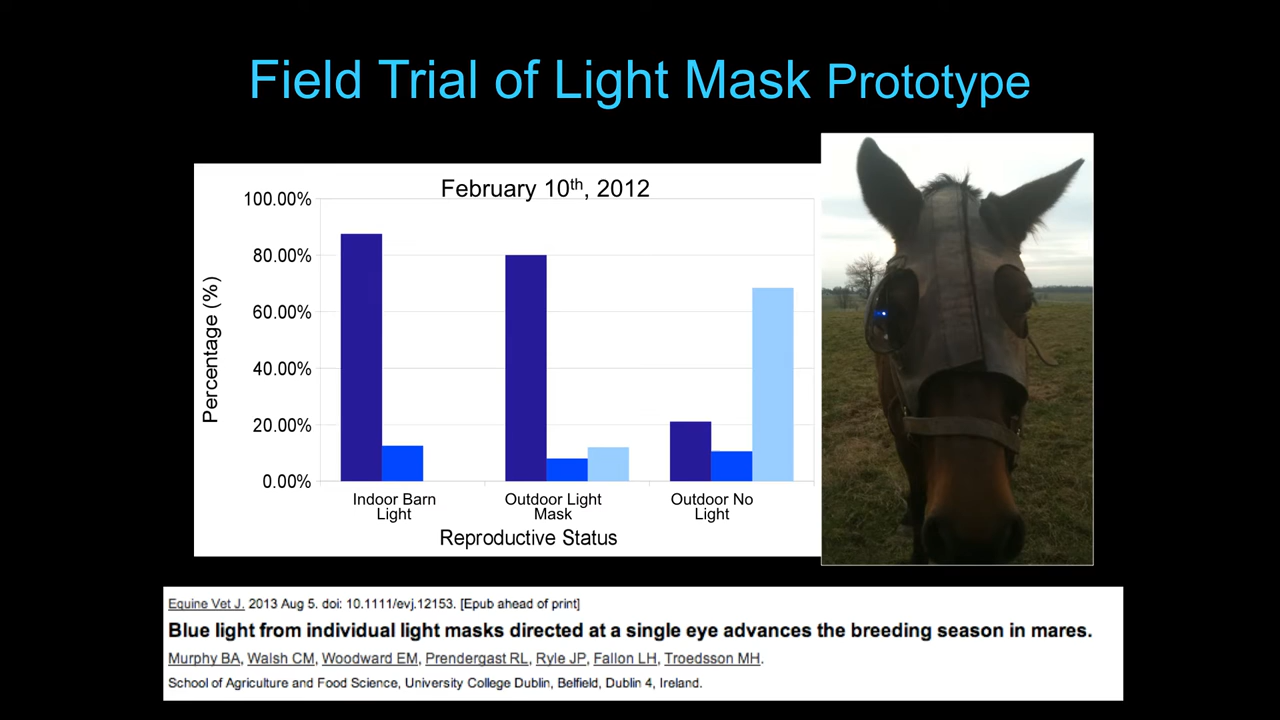 Field Trial of Light Mask Prototype
February 10th, 2012
100.00%
80.00%
60.00%
40.00%
20.00%
0.00%
Percentage (%)
Indoor Barn
Light
Outdoor Light
Mask
Outdoor No
Light
Reproductive Status
Equine Vet J. 2013 Aug 5. doi: 10.1111/evj.12153. [Epub ahead of print]
Blue light from individual light masks directed at a single eye advances the breeding season in mares.
Murphy BA, Walsh CM, Woodward EM, Prendergast RL, Ryle JP, Fallon LH, Troedsson MH.
School of Agriculture and Food Science, University College Dublin, Belfield, Dublin 4, Ireland.